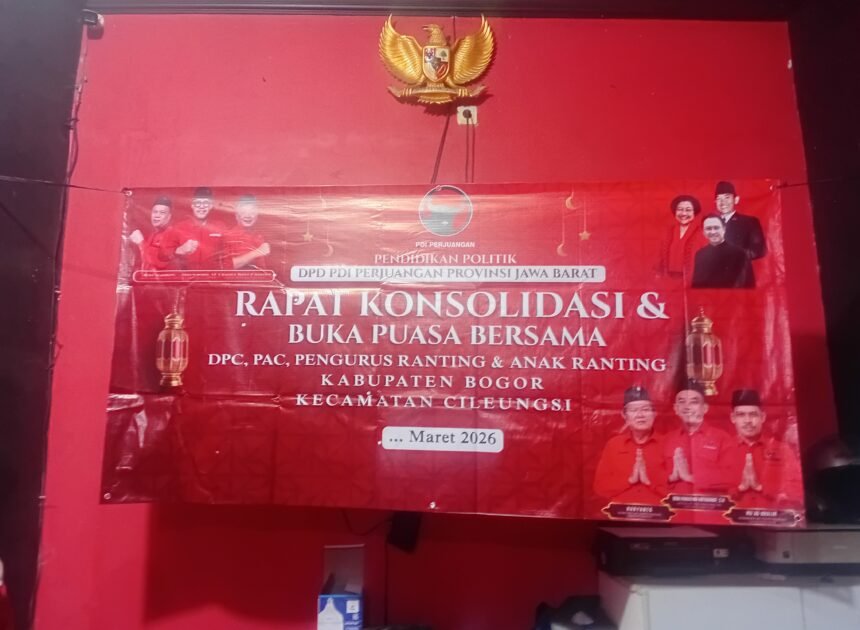 PDI PERJUANGAN
PENDIDIKAN POLITIK
DPD PDI PERJUANGAN PROVINSI JAWA BARAT
RAPAT KONSOLIDASI &
BUKA PUASA BERSAMA
DPC, PAC, PENGURUS RANTING & ANAK RANTING
KABUPATEN BOGOR
KECAMATAN CILEUNGSI
... Maret 2026